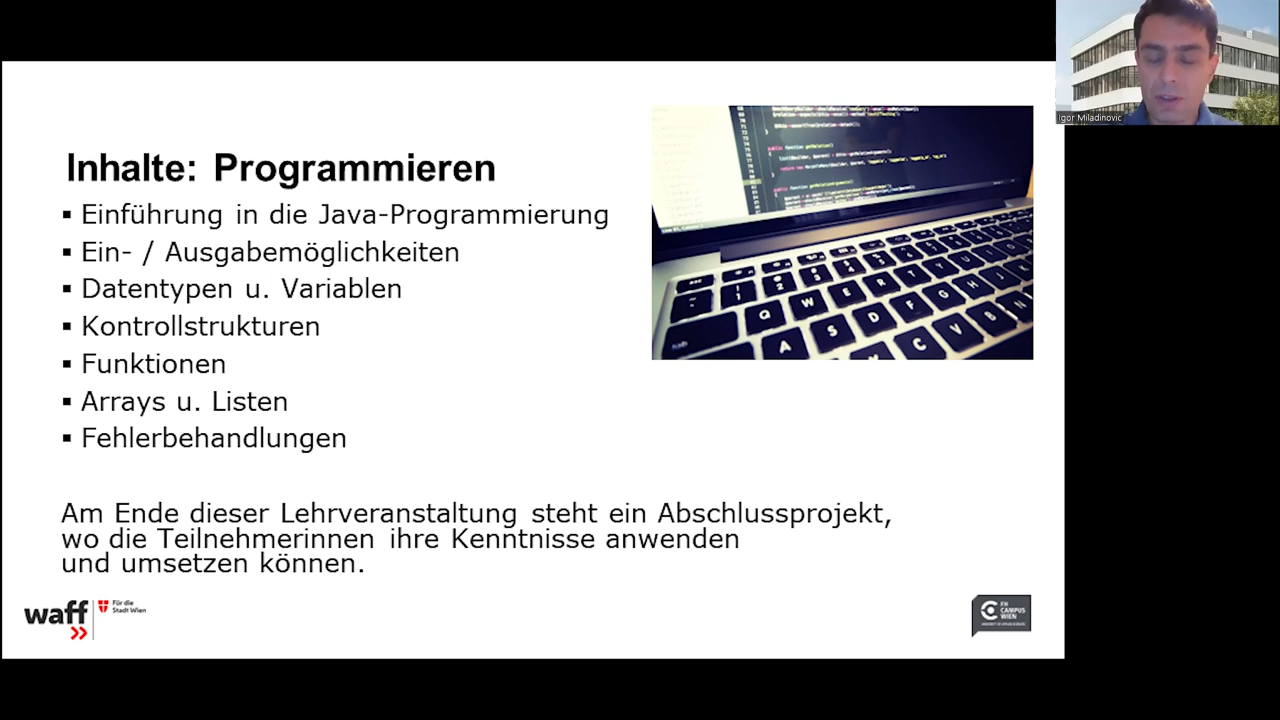 Igor Miladinovic
Inhalte: Programmieren
▪ Einführung in die Java-Programmierung
▪ Ein- / Ausgabemöglichkeiten
▪ Datentypen u. Variablen
▪ Kontrollstrukturen
▪ Funktionen
▪ Arrays u. Listen
▪ Fehlerbehandlungen
Am Ende dieser Lehrveranstaltung steht ein Abschlussprojekt,
wo die Teilnehmerinnen ihre Kenntnisse anwenden
und umsetzen können.
waff
Für die
Stadt Wien
FH
CAMPUS
WIEN